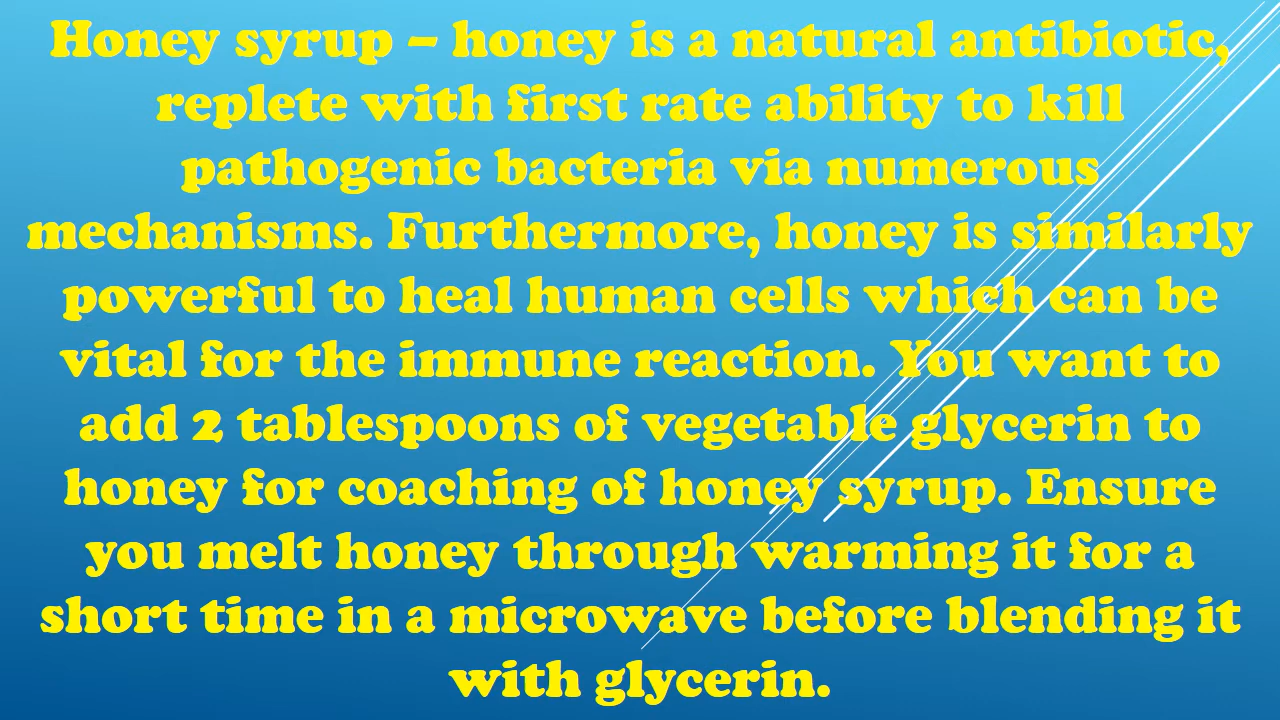 Honey syrup – honey is a natural antibiotic,
replete with first rate ability to kill
pathogenic bacteria via numerous
mechanisms. Furthermore, honey is similarly
powerful to heal human cells which can be
vital for the immune reaction. You want to
add 2 tablespoons of vegetable glycerin to
honey for coaching of honey syrup. Ensure
you melt honey through warming it for a
short time in a microwave before blending it
with glycerin.